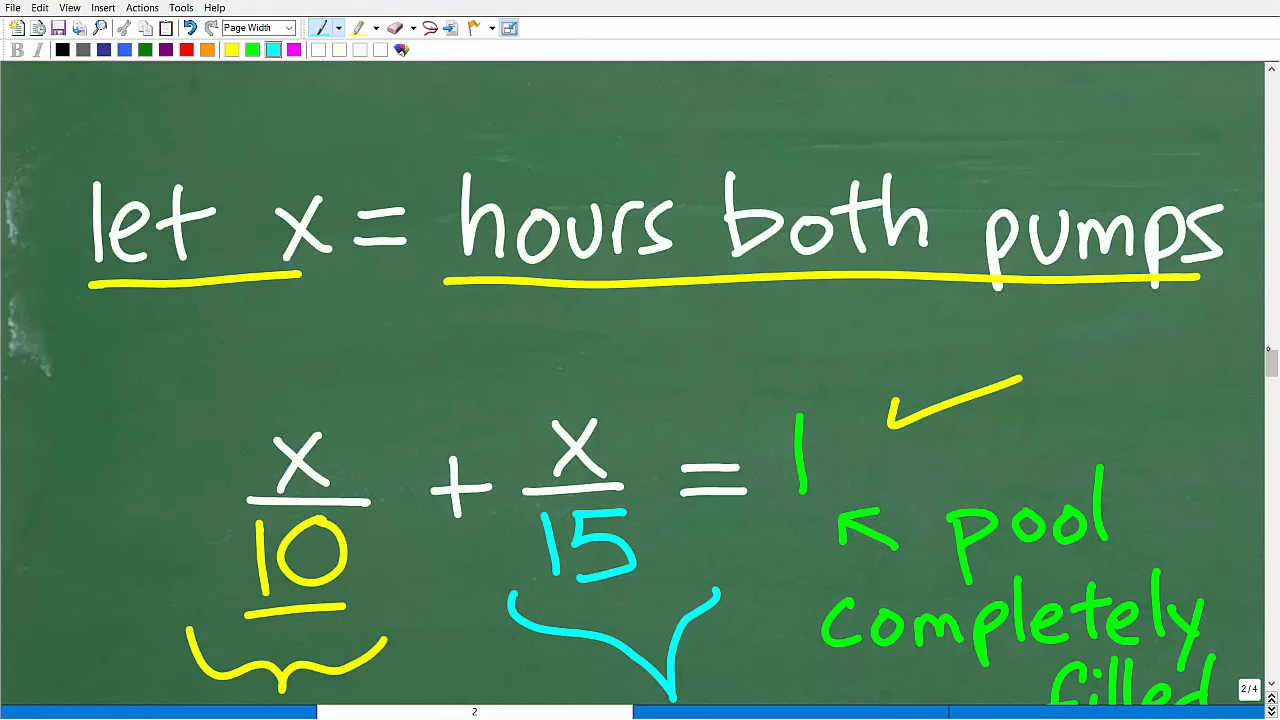 File Edit View Insert Actions Tools Help
Page Width
B I
let x = hours both pumps
x/10 + x/15 = 1
↖ pool
completely
filled
2 / 4
2